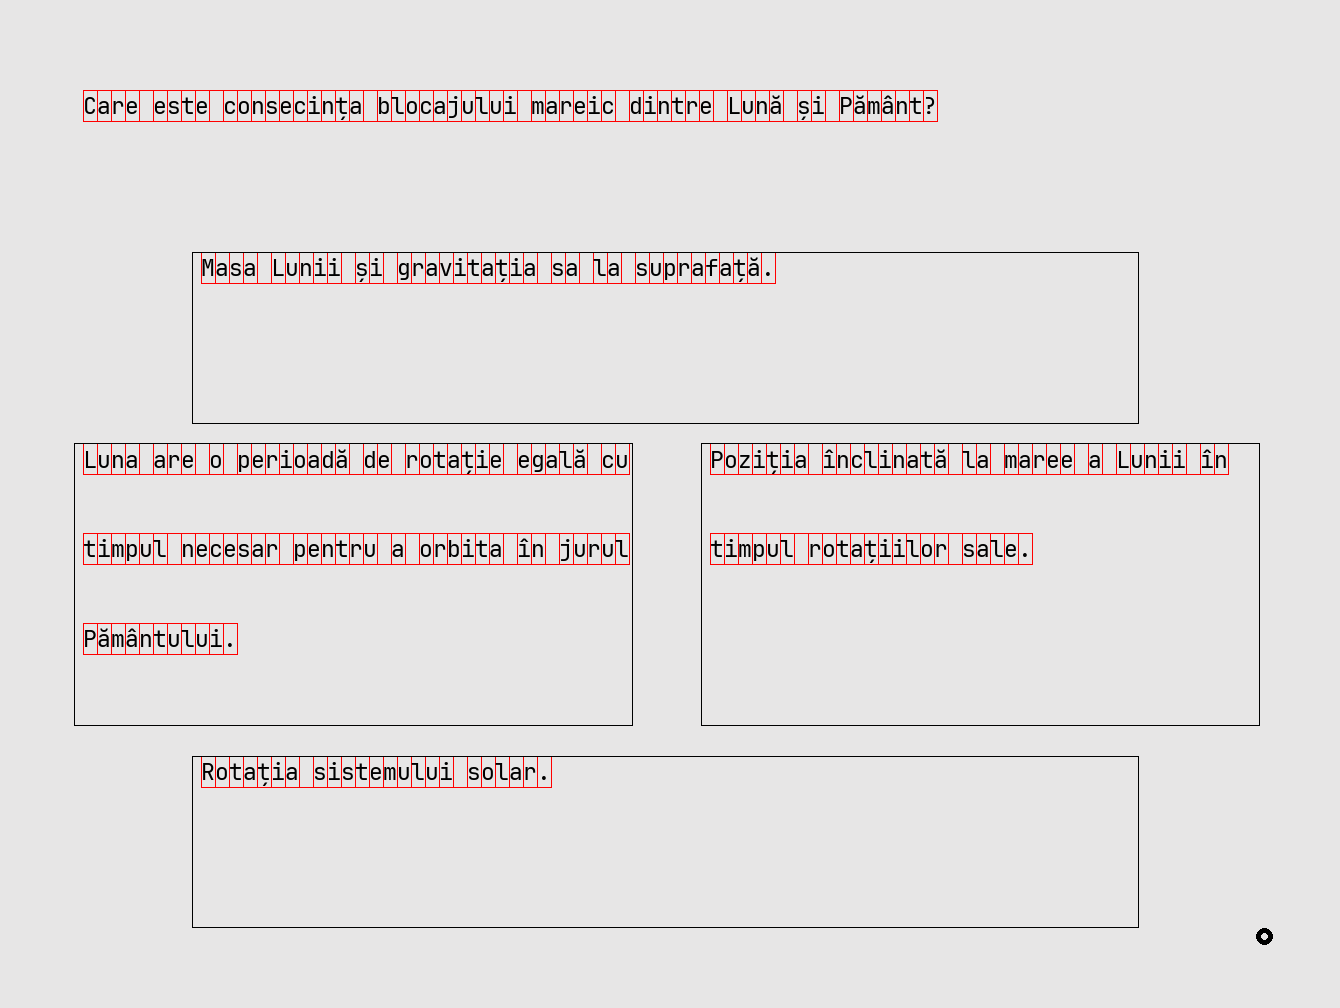 Care este consecința blocajului mareic dintre Lună și Pământ?
Masa Lunii și gravitația sa la suprafață.
Luna are o perioadă de rotație egală cu
timpul necesar pentru a orbita în jurul
Pământului.
Poziția înclinată la maree a Lunii în
timpul rotațiilor sale.
Rotația sistemului solar.